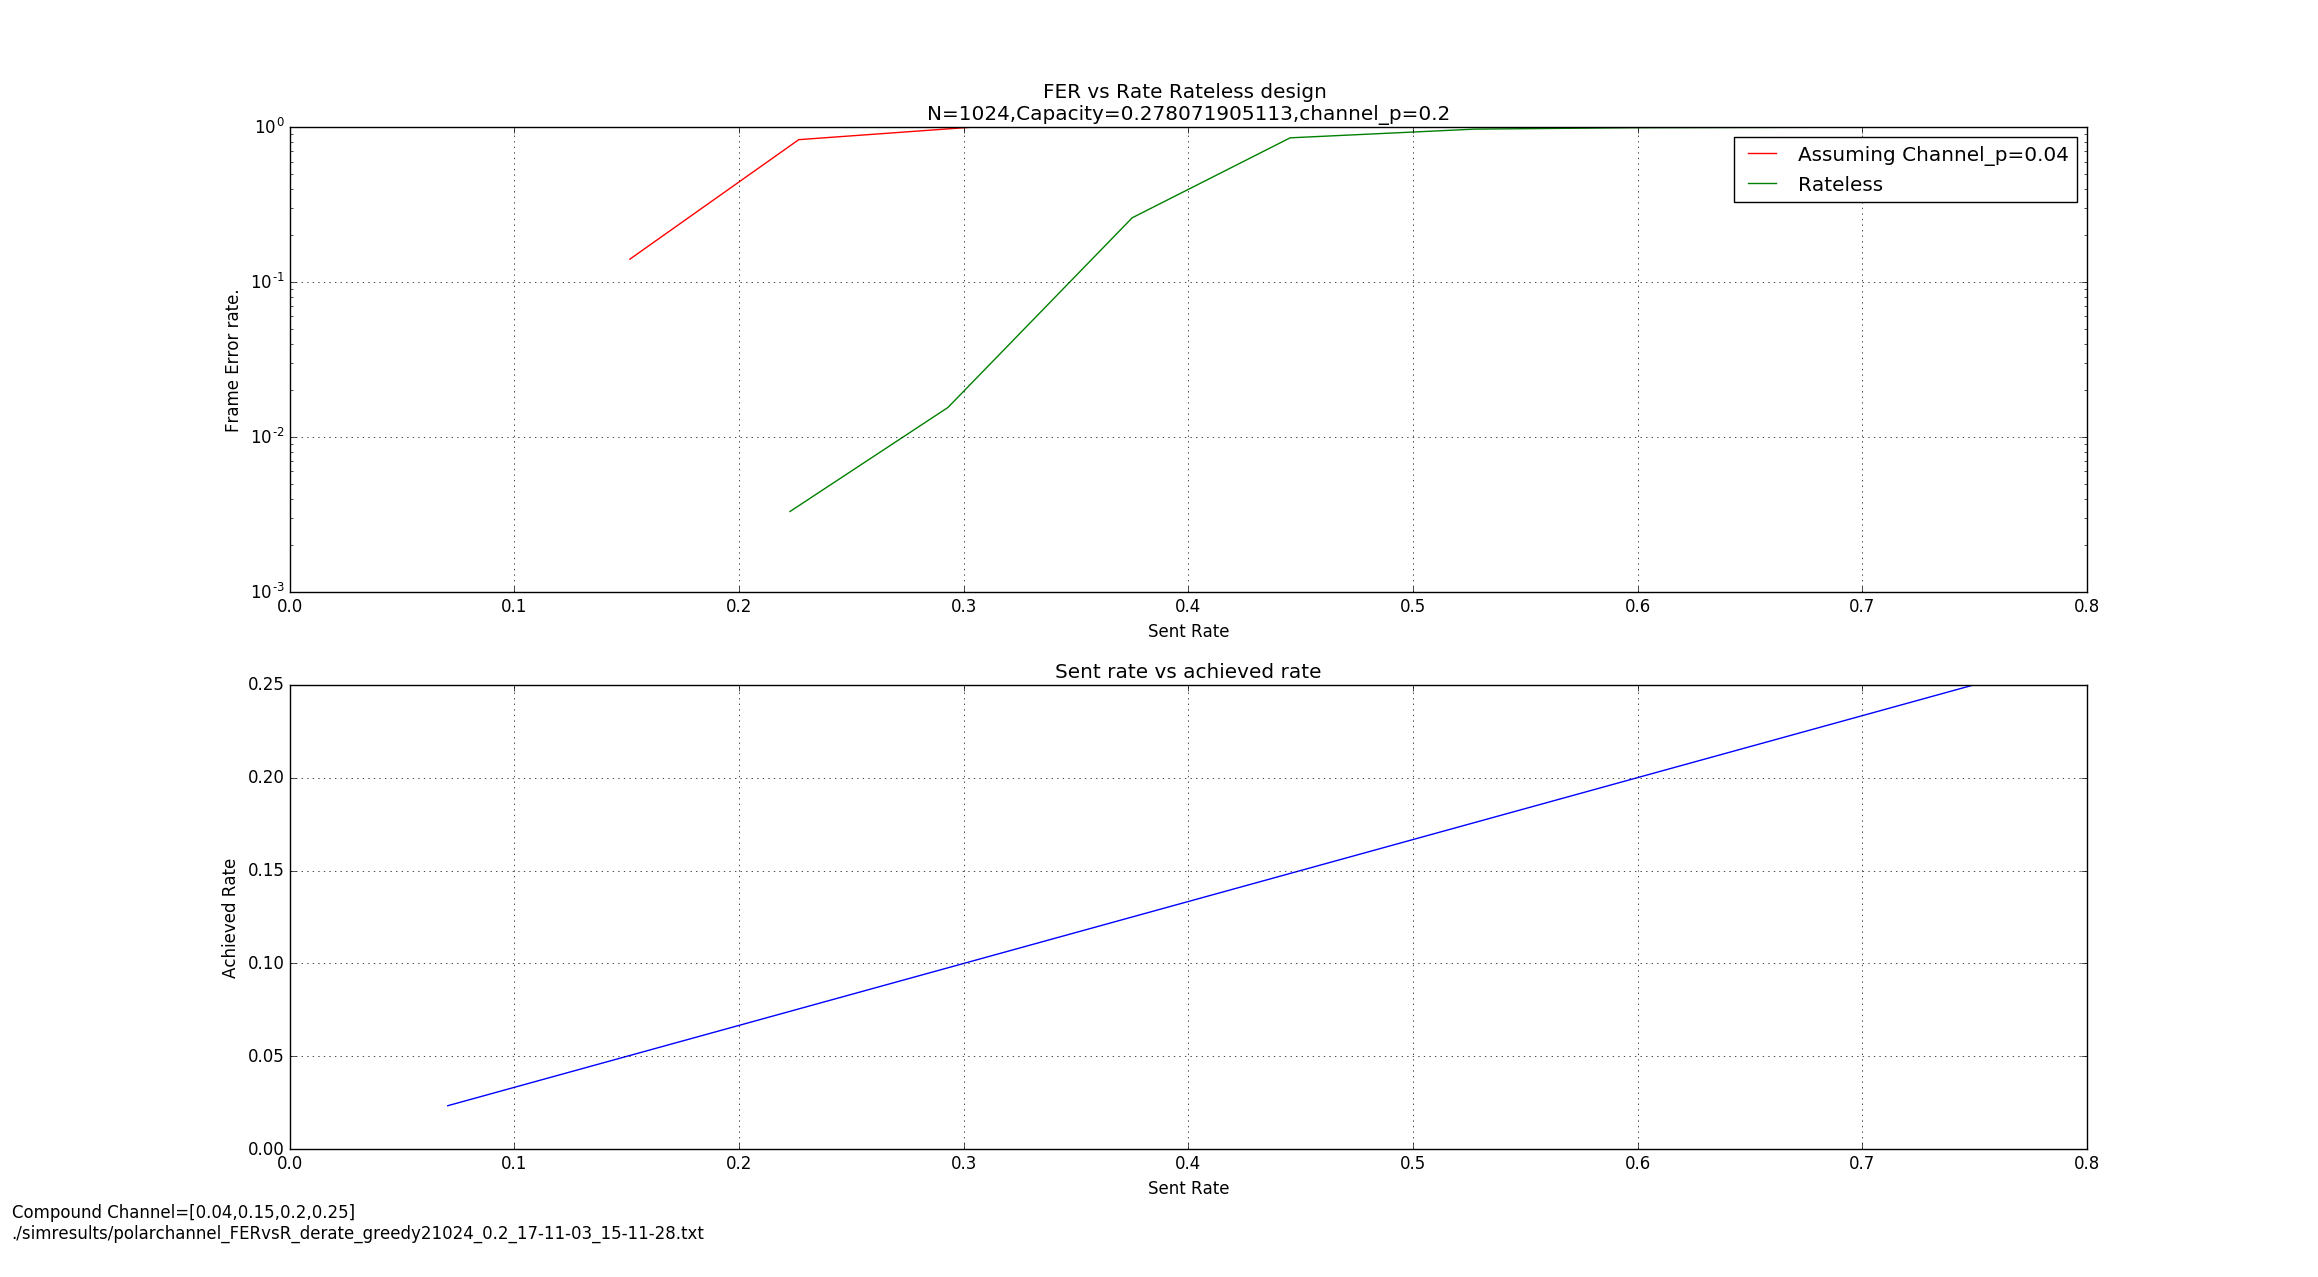 FER vs Rate Rateless design
N=1024,Capacity=0.278071905113,channel_p=0.2
10^0
10^-1
10^-2
10^-3
Frame Error rate.
Assuming Channel_p=0.04
Rateless
0.0 0.1 0.2 0.3 0.4 0.5 0.6 0.7 0.8
Sent Rate
Sent rate vs achieved rate
0.25
0.20
0.15
0.10
0.05
0.00
Achieved Rate
0.0 0.1 0.2 0.3 0.4 0.5 0.6 0.7 0.8
Sent Rate
Compound Channel=[0.04,0.15,0.2,0.25]
./simresults/polarchannel_FERvsR_derate_greedy21024_0.2_17-11-03_15-11-28.txt